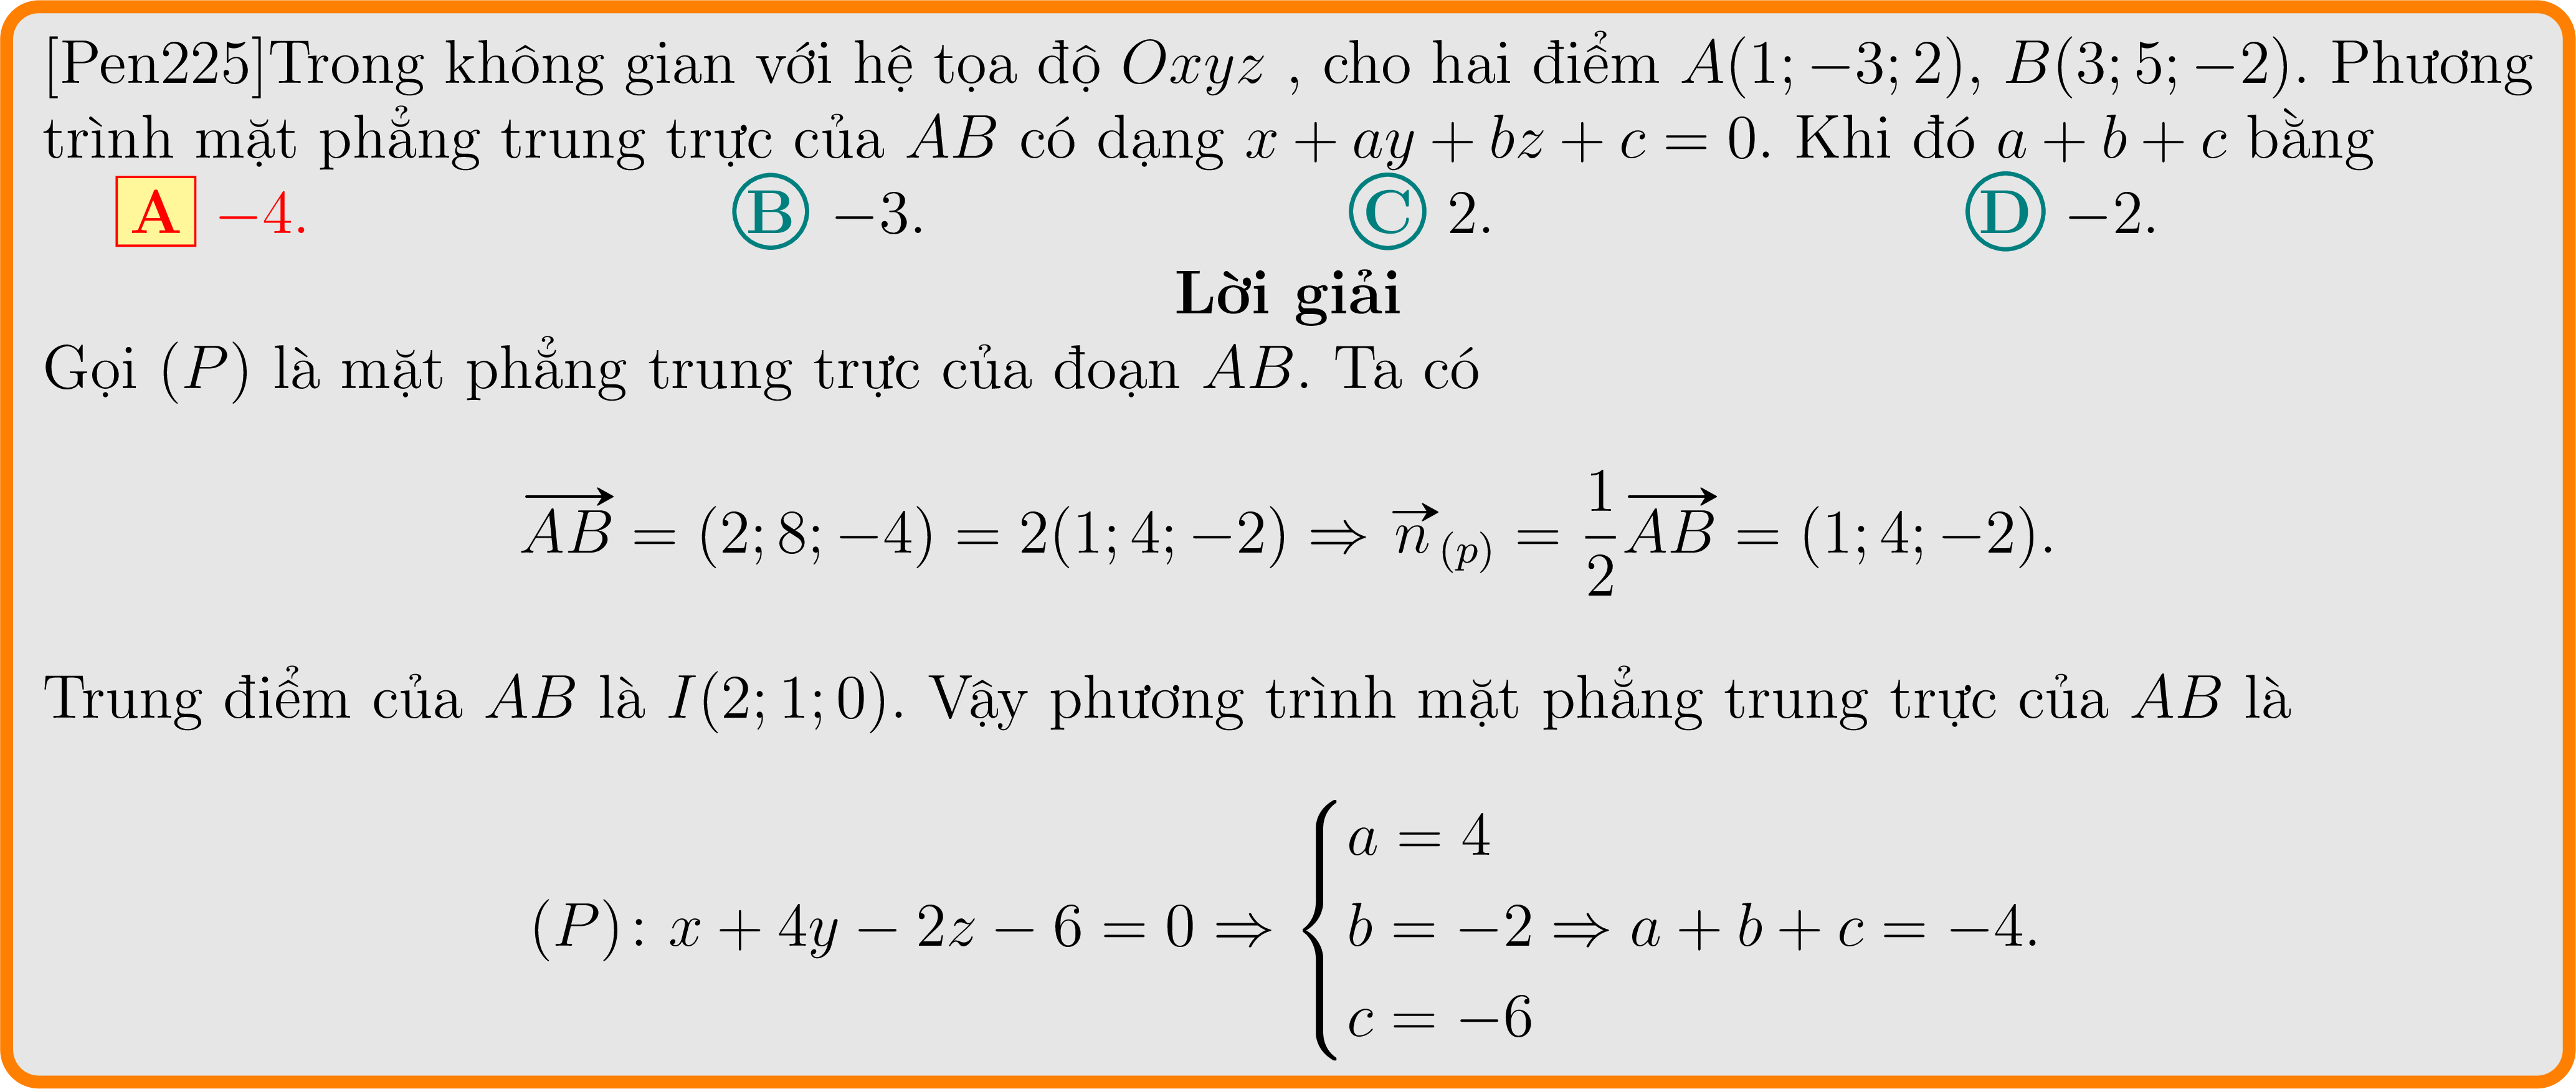 [Pen225]Trong không gian với hệ tọa độ Oxyz , cho hai điểm A(1; −3; 2), B(3; 5; −2). Phương
trình mặt phẳng trung trực của AB có dạng x + ay + bz + c = 0. Khi đó a + b + c bằng
A −4. B −3. C 2. D −2.
Lời giải
Gọi (P) là mặt phẳng trung trực của đoạn AB. Ta có
$\overrightarrow{AB} = (2; 8; -4) = 2(1; 4; -2) \Rightarrow \overrightarrow{n}_{(p)} = \frac{1}{2}\overrightarrow{AB} = (1; 4; -2).$
Trung điểm của AB là I(2; 1; 0). Vậy phương trình mặt phẳng trung trực của AB là
$(P): x + 4y - 2z - 6 = 0 \Rightarrow \begin{cases} a = 4 \\ b = -2 \\ c = -6 \end{cases} \Rightarrow a + b + c = -4.$